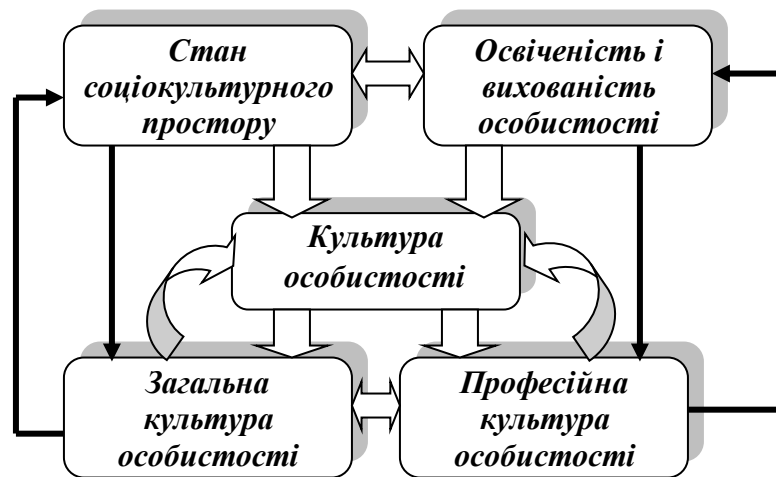 Стан
соціокультурного
простору
Освіченість і
вихованість
особистості
Культура
особистості
Загальна
культура
особистості
Професійна
культура
особистості